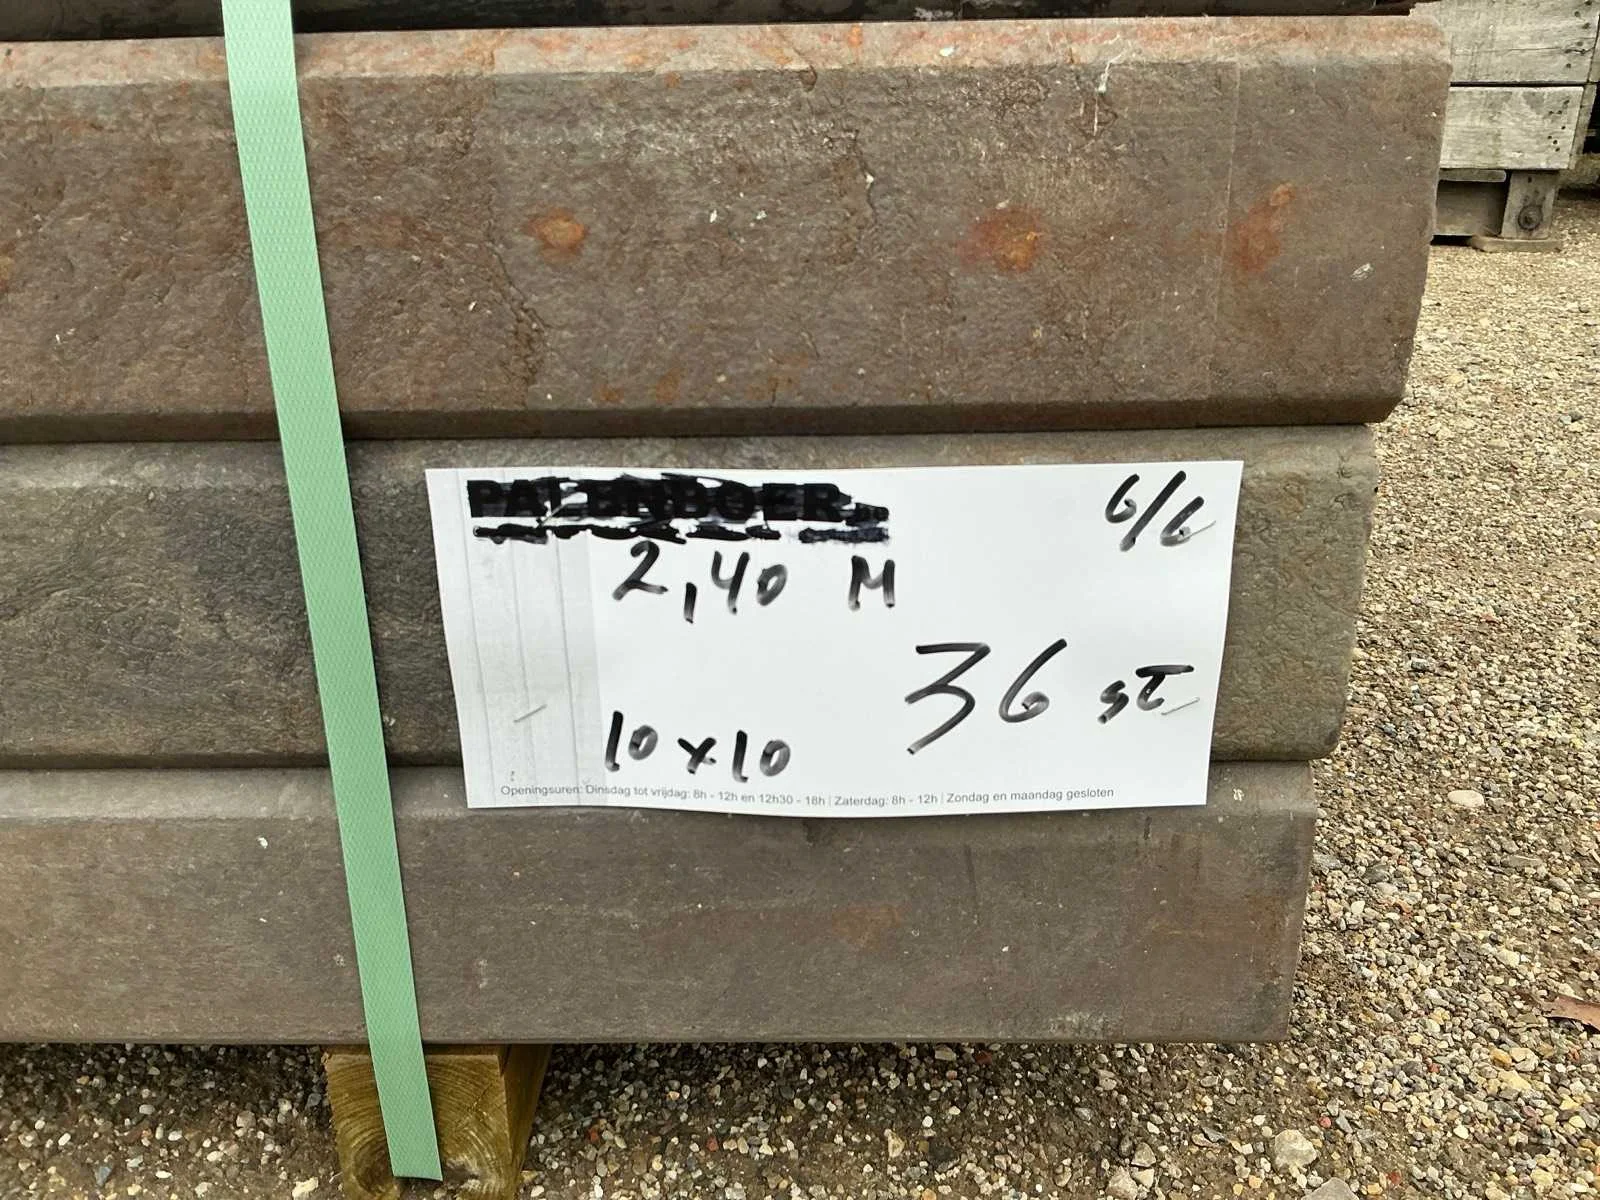 PALENBOER
6/6
2,40 M
36 st
10x10
Openingsuren: Dinsdag tot vrijdag: 8h - 12h en 12h30 - 18h | Zaterdag: 8h - 12h | Zondag en maandag gesloten